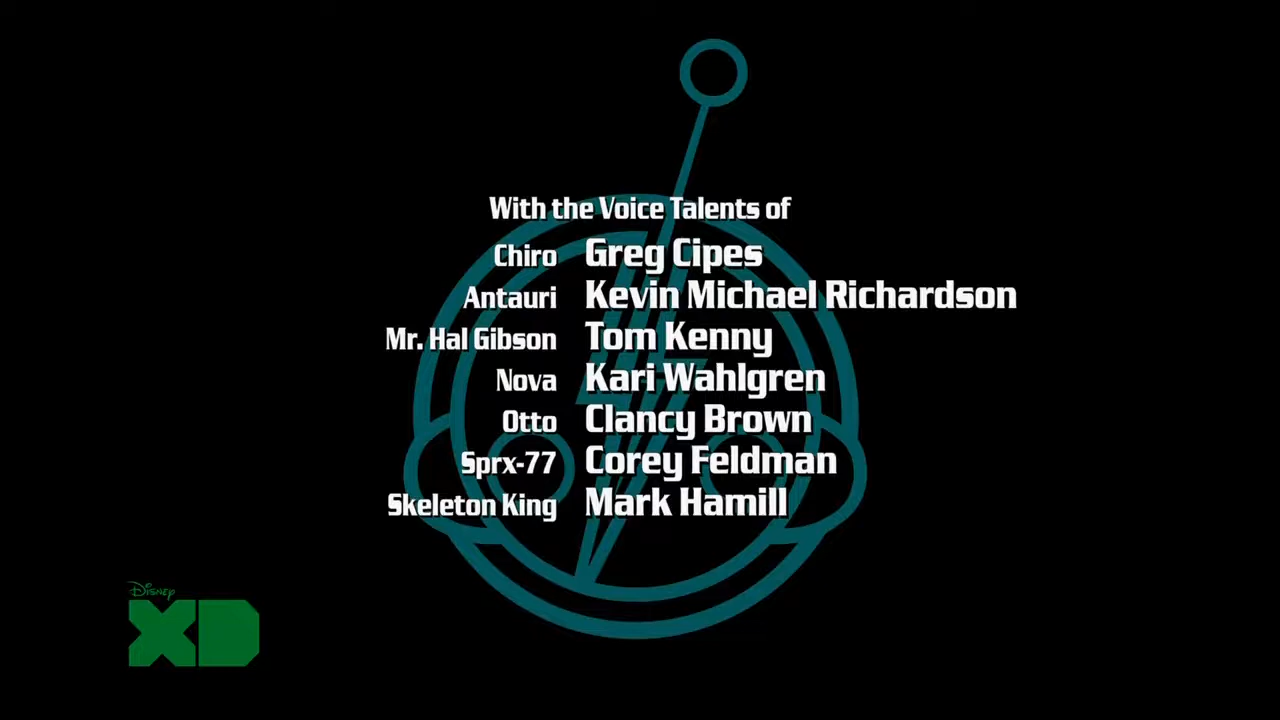 With the Voice Talents of
Chiro Greg Cipes
Antauri Kevin Michael Richardson
Mr. Hal Gibson Tom Kenny
Nova Kari Wahlgren
Otto Clancy Brown
Sprx-77 Corey Feldman
Skeleton King Mark Hamill
Disney
XD